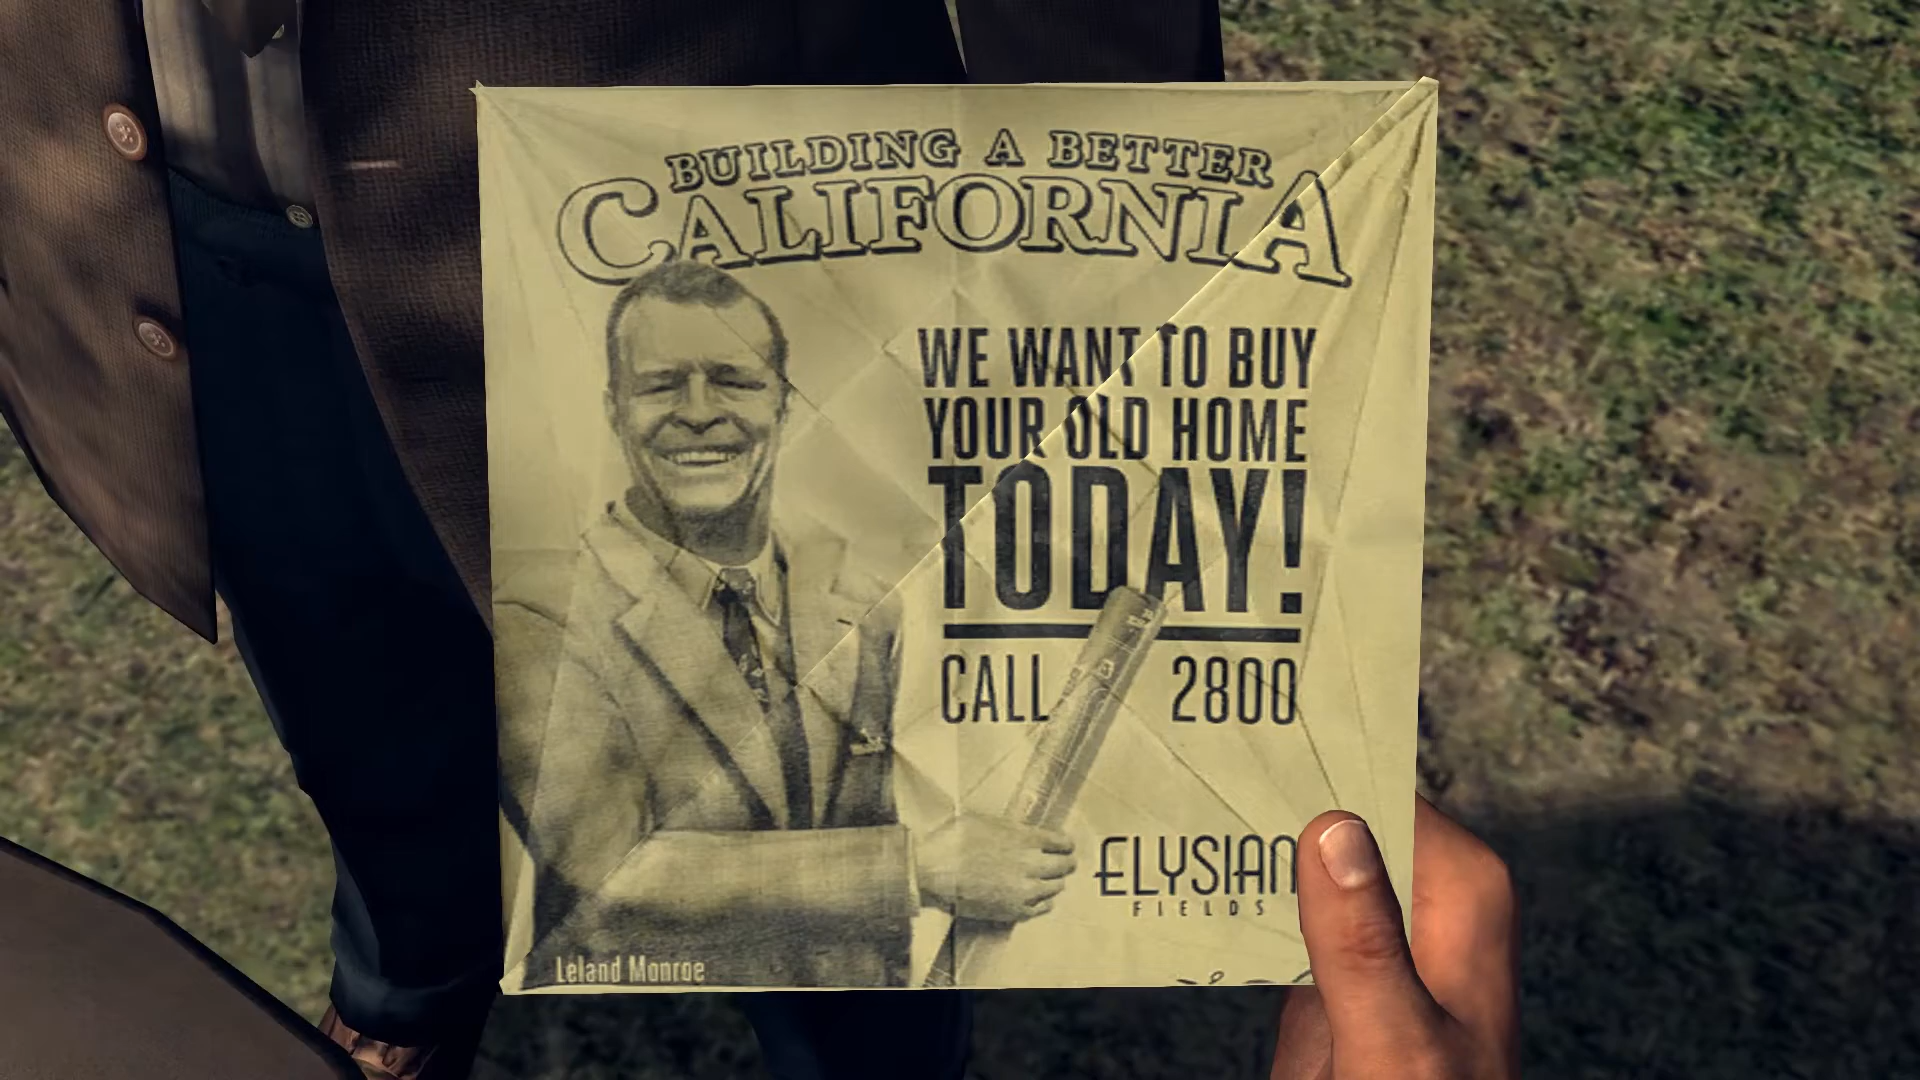 BUILDING A BETTER
CALIFORNIA
WE WANT TO BUY
YOUR OLD HOME
TODAY!
CALL 2800
ELYSIAN
FIELDS
Leland Monroe